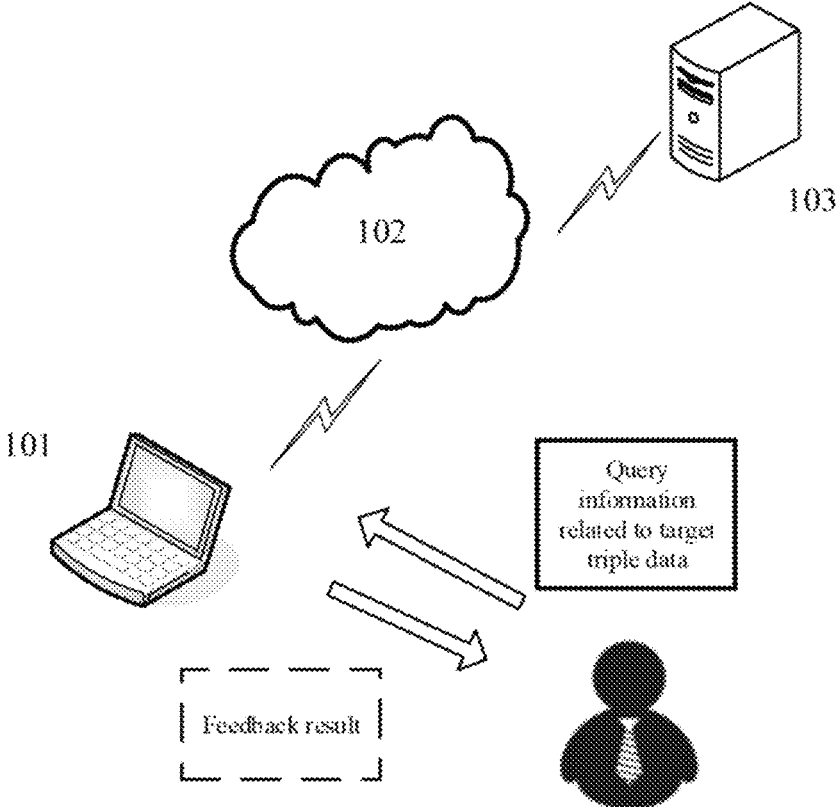 103
102
101
Query
information
related to target
triple data
Feedback result